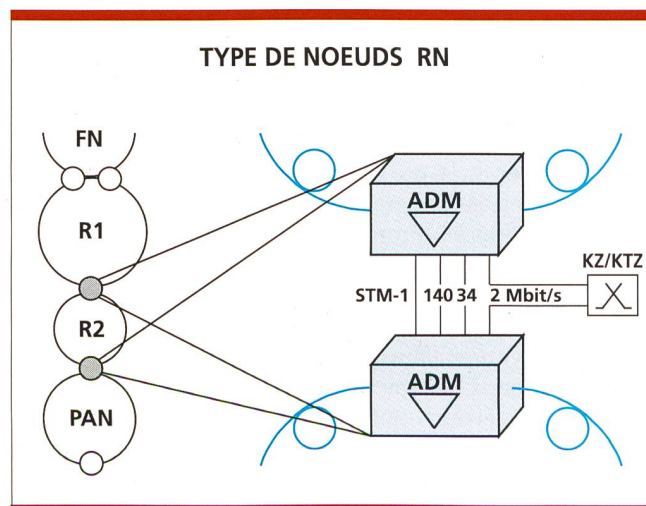 TYPE DE NOEUDS RN
FN
R1
R2
PAN
ADM
KZ/KTZ
STM-1 140 34 2 Mbit/s
ADM